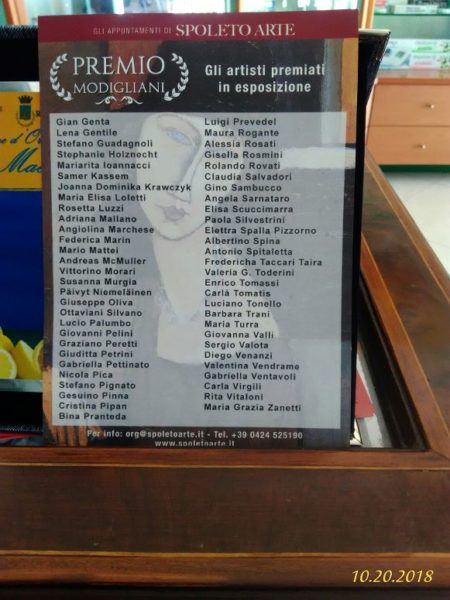 GLI APPUNTAMENTI DI SPOLETO ARTE
PREMIO
MODIGLIANI
Gli artisti premiati
in esposizione
Gian Genta
Lena Gentile
Stefano Guadagnoli
Stephanie Holznecht
Mariarita Ioannacci
Samer Kassem
Joanna Dominika Krawczyk
Maria Elisa Loletti
Rosetta Luzzi
Adriana Mallano
Angiolina Marchese
Federica Marin
Mario Mattei
Andreas McMuller
Vittorino Morari
Susanna Murgia
Päivyt Niemeläinen
Giuseppe Oliva
Ottaviani Silvano
Lucio Palumbo
Giovanni Pelini
Graziano Peretti
Giuditta Petrini
Gabriella Pettinato
Nicola Pica
Stefano Pignato
Gesuino Pinna
Cristina Pipan
Bina Pranteda
Luigi Prevedel
Maura Rogante
Alessia Rosati
Gisella Rosmini
Rolando Rovati
Claudia Salvadori
Gino Sambucco
Angela Sarnataro
Elisa Scuccimarra
Paola Silvestrini
Elettra Spalla Pizzorno
Albertino Spina
Antonio Spitaletta
Fredericha Taccari Taira
Valeria G. Toderini
Enrico Tomassi
Carlà Tomatis
Luciano Tonello
Barbara Trani
Maria Turra
Giovanna Valli
Sergio Valota
Diego Venanzi
Valentina Vendrame
Gabriella Ventavoli
Carla Virgili
Rita Vitaloni
Maria Grazia Zanetti
Per info: org@spoletoarte.it - Tel. +39 0424 525190
www.spoletoarte.it
10.20.2018